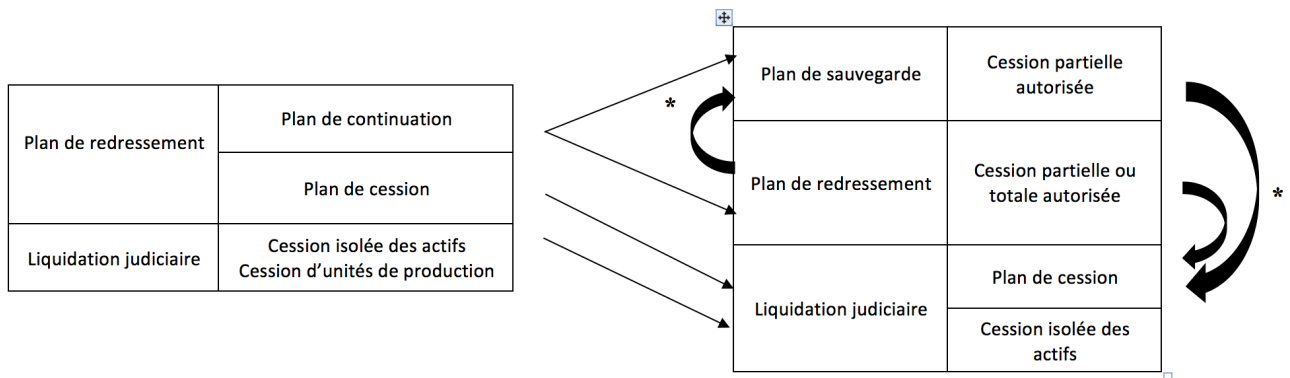 Plan de redressement
Plan de continuation
Plan de cession
Liquidation judiciaire
Cession isolée des actifs
Cession d'unités de production
*
Plan de sauvegarde
Cession partielle
autorisée
Plan de redressement
Cession partielle ou
totale autorisée
*
Liquidation judiciaire
Plan de cession
Cession isolée des
actifs